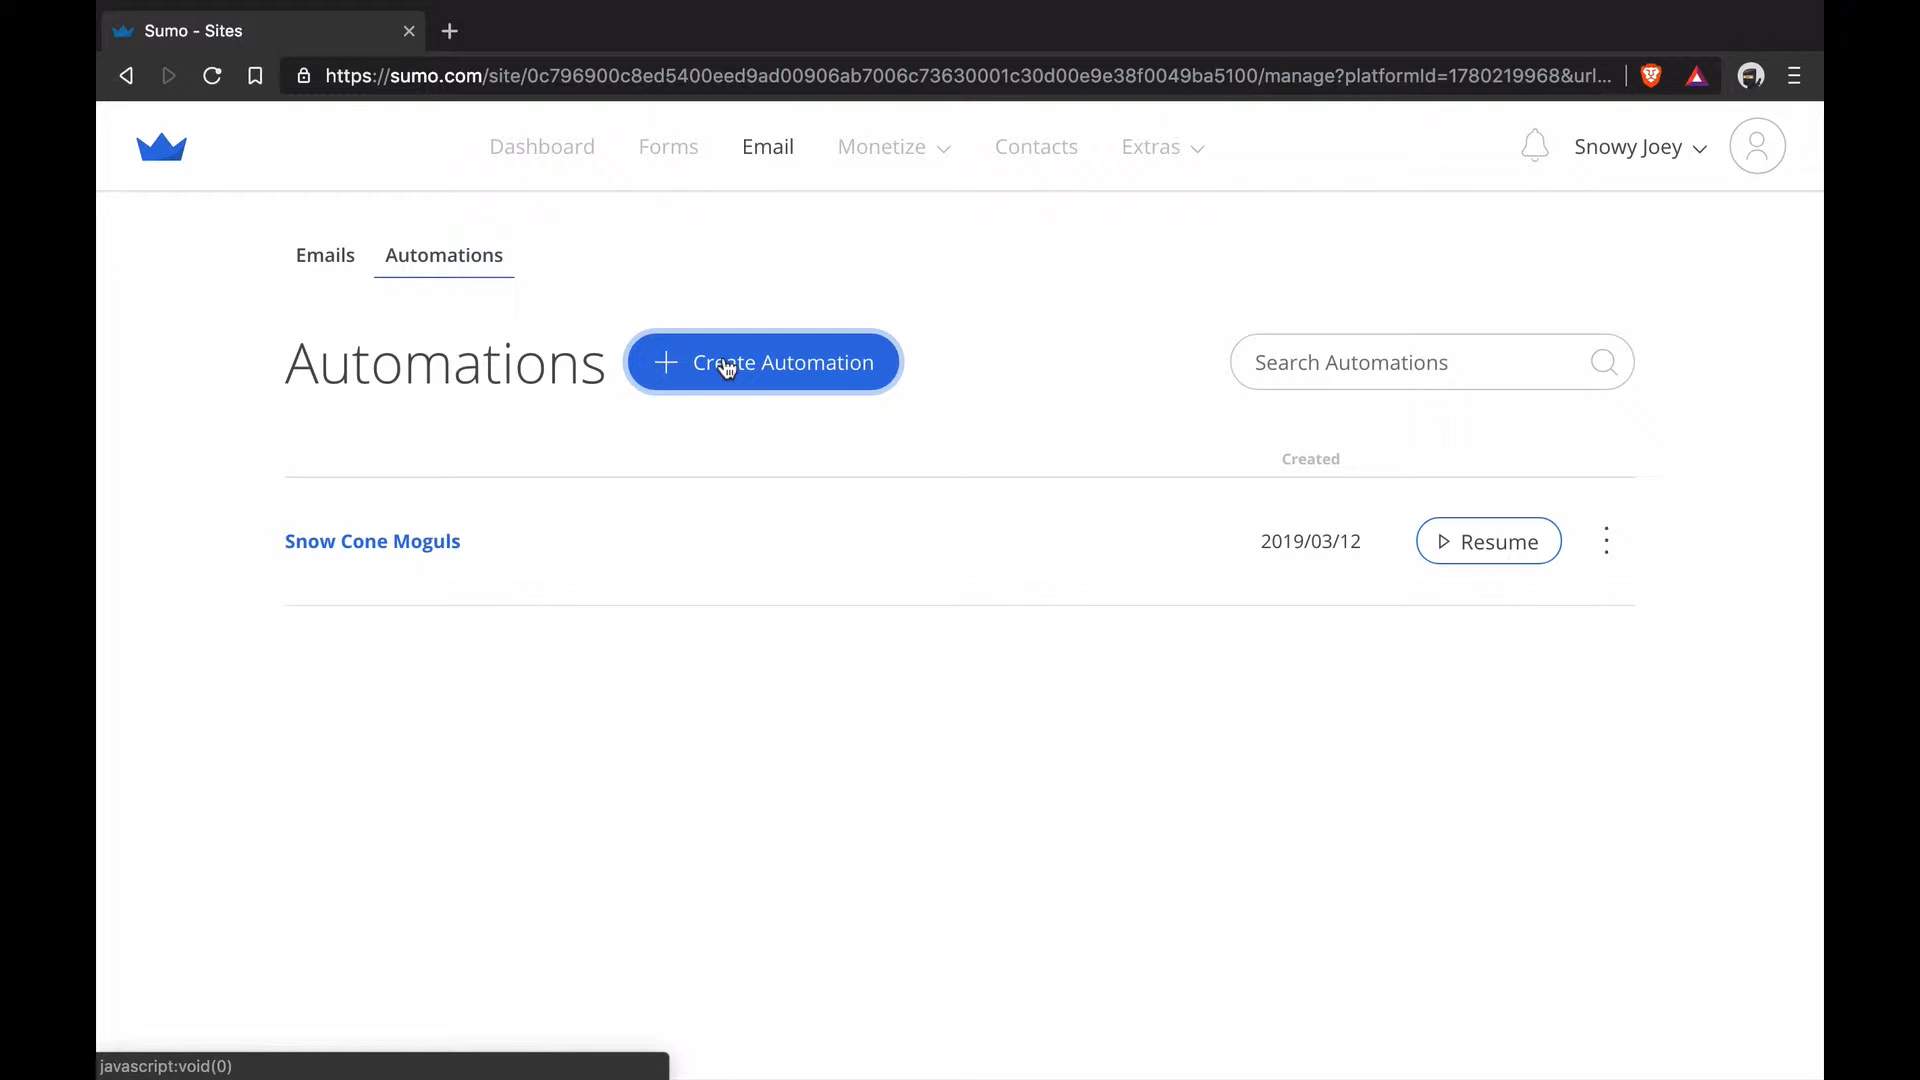 Sumo - Sites
https://sumo.com/site/0c796900c8ed5400eed9ad00906ab7006c73630001c30d00e9e38f0049ba5100/manage?platformId=1780219968&url...
Dashboard Forms Email Monetize Contacts Extras Snowy Joey
Emails Automations
Automations Create Automation Search Automations
Created
Snow Cone Moguls 2019/03/12 Resume
javascript:void(0)